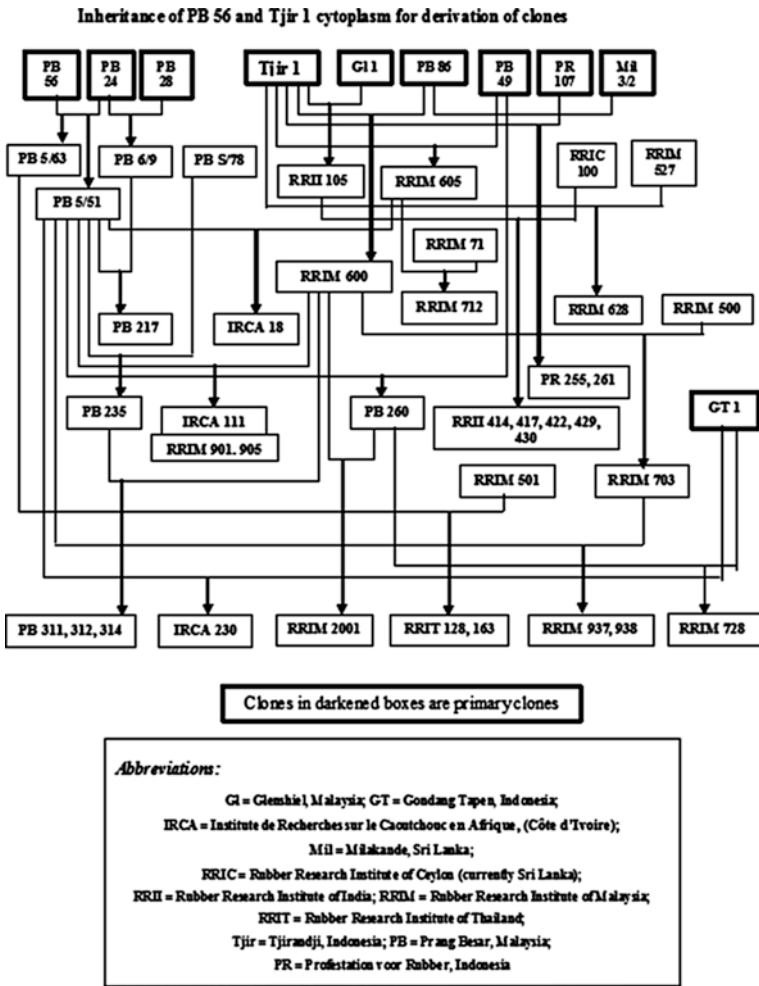 Inheritance of PB 56 and Tjir 1 cytoplasm for derivation of clones
PB 56
PB 24
PB 28
Tjir 1
Gl 1
PB 86
PB 49
PR 107
Mil 3/2
PB 5/63
PB 6/9
PB S/78
RRII 105
RRIM 605
RRIC 100
RRIM 527
PB 5/51
RRIM 71
RRIM 600
PB 217
IRCA 18
RRIM 712
RRIM 628
RRIM 500
PR 255, 261
PB 235
IRCA 111
PB 260
RRII 414, 417, 422, 429,
430
GT 1
RRIM 901. 905
RRIM 501
RRIM 703
PB 311, 312, 314
IRCA 230
RRIM 2001
RRIT 128, 163
RRIM 937, 938
RRIM 728
Clones in darkened boxes are primary clones
Abbreviations:
Gl = Glenshiel, Malaysia; GT = Gondang Tapen, Indonesia;
IRCA = Institute de Recherches sur le Caoutchouc en Afrique, (Côte d'Ivoire);
Mil = Milakande, Sri Lanka;
RRIC = Rubber Research Institute of Ceylon (currently Sri Lanka);
RRII = Rubber Research Institute of India; RRIM = Rubber Research Institute of Malaysia;
RRIT = Rubber Research Institute of Thailand;
Tjir = Tjirandji, Indonesia; PB = Prang Besar, Malaysia;
PR = Profestation voor Rubber, Indonesia